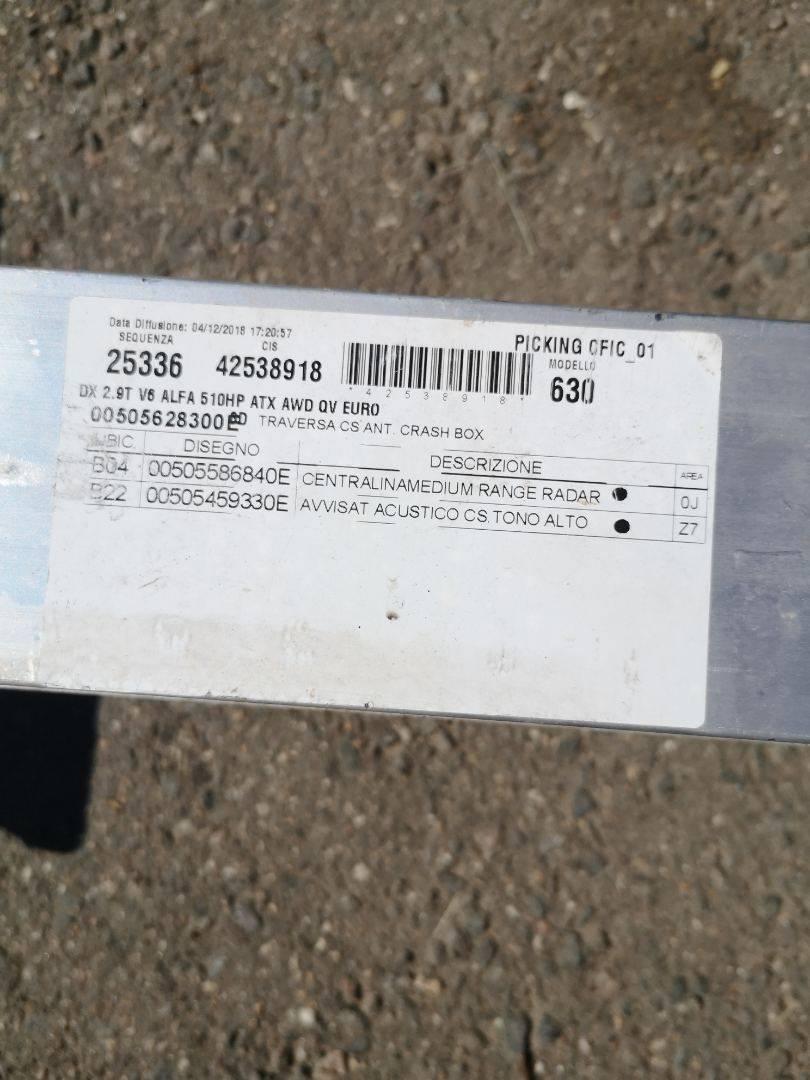 Data Diffusione: 04/12/2018 17:20:57
SEQUENZA CIS PICKING OFIC_01
25336 42538918 MODELLO
*42538918* 630
DX 2.9T V6 ALFA 510HP ATX AWD QV EURO
00505628300E TRAVERSA CS ANT. CRASH BOX
UBIC. DISEGNO DESCRIZIONE AREA
B04 00505586840E CENTRALINAMEDIUM RANGE RADAR 0J
B22 00505459330E AVVISAT ACUSTICO CS.TONO ALTO Z7